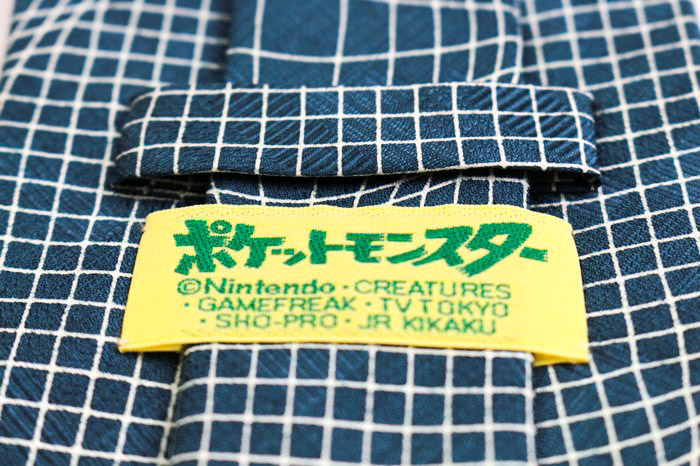 ポケットモンスター
©Nintendo・CREATURES
・GAMEFREAK・TV TOKYO
・SHO-PRO・JR KIKAKU